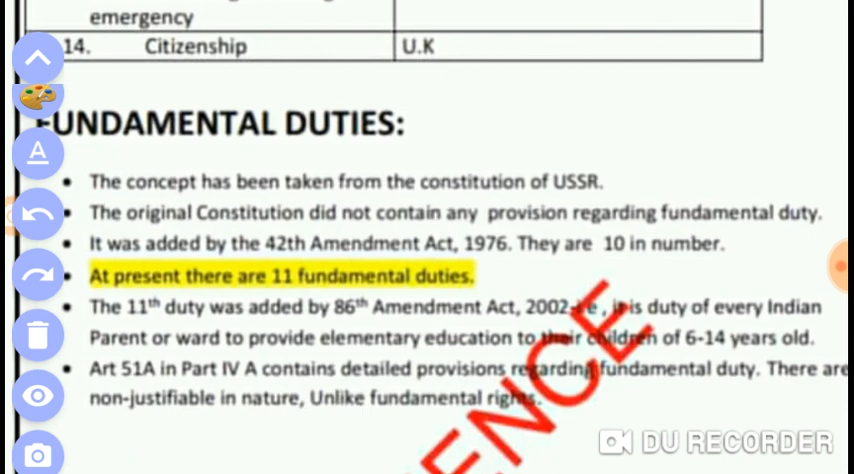 emergency
14. Citizenship U.K
FUNDAMENTAL DUTIES:
• The concept has been taken from the constitution of USSR.
• The original Constitution did not contain any provision regarding fundamental duty.
• It was added by the 42th Amendment Act, 1976. They are 10 in number.
• At present there are 11 fundamental duties.
• The 11th duty was added by 86th Amendment Act, 2002 i e, it is duty of every Indian
Parent or ward to provide elementary education to their children of 6-14 years old.
• Art 51A in Part IV A contains detailed provisions regarding fundamental duty. There are
non-justifiable in nature, Unlike fundamental rights.
ENCE
A
DU RECORDER